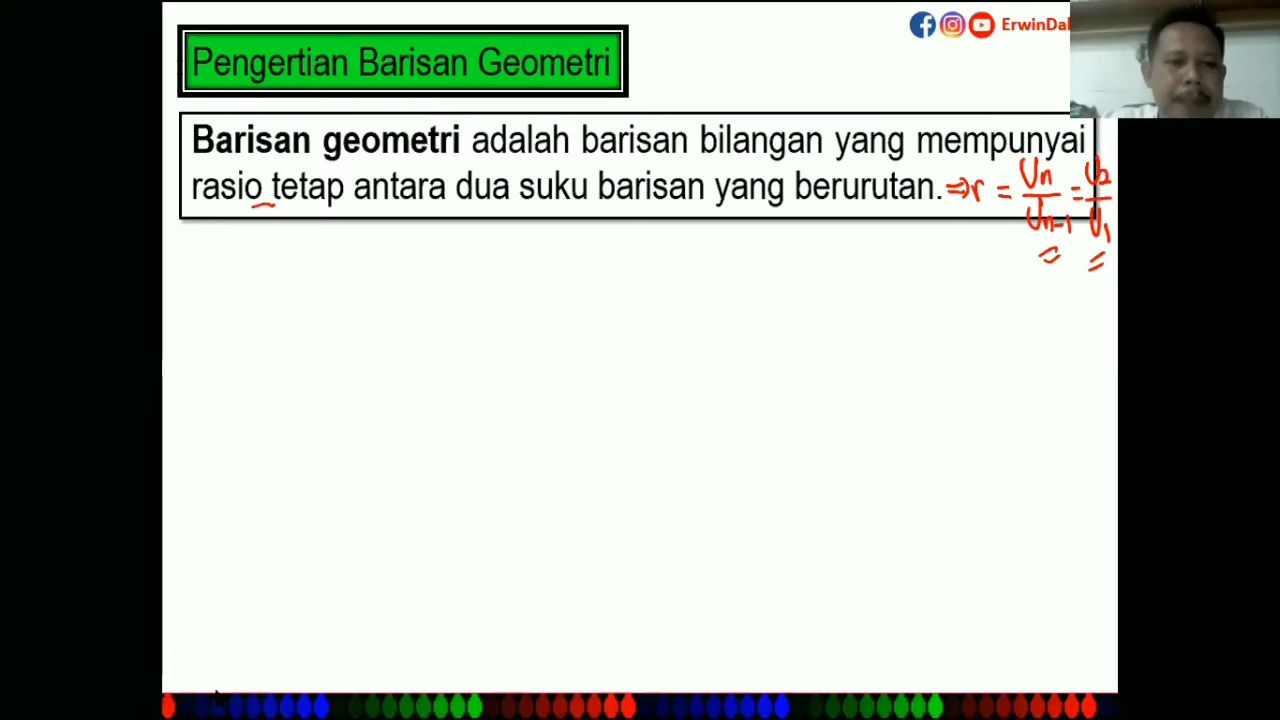 Pengertian Barisan Geometri
Barisan geometri adalah barisan bilangan yang mempunyai
rasio tetap antara dua suku barisan yang berurutan. ⇒ r = Un/Un-1 = U2/U1